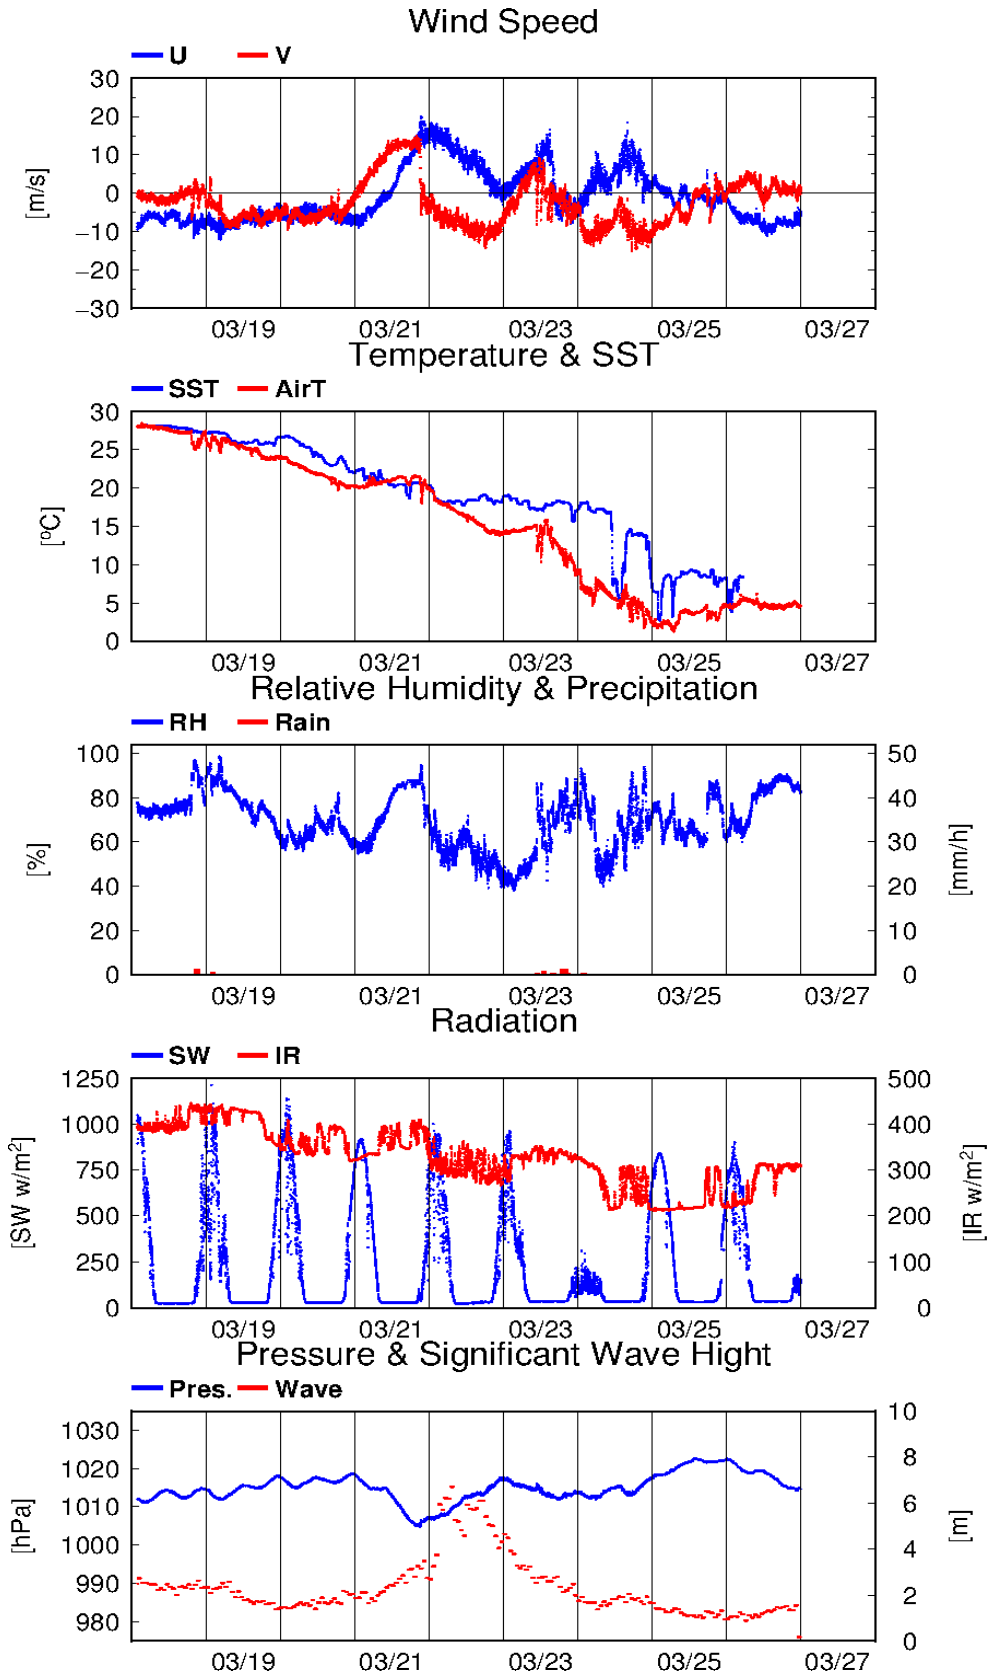 Wind Speed
U V
30
20
10
0
−10
−20
−30
[m/s]
03/19 03/21 03/23 03/25 03/27
Temperature & SST
SST AirT
30
25
20
15
10
5
0
[ºC]
03/19 03/21 03/23 03/25 03/27
Relative Humidity & Precipitation
RH Rain
100 50
80 40
60 30
40 20
20 10
0 0
[%] [mm/h]
03/19 03/21 03/23 03/25 03/27
Radiation
SW IR
1250 500
1000 400
750 300
500 200
250 100
0 0
[SW w/m2] [IR w/m2]
03/19 03/21 03/23 03/25 03/27
Pressure & Significant Wave Hight
Pres. Wave
10
1030
8
1020
1010 6
1000 4
990
2
980
0
[hPa] [m]
03/19 03/21 03/23 03/25 03/27